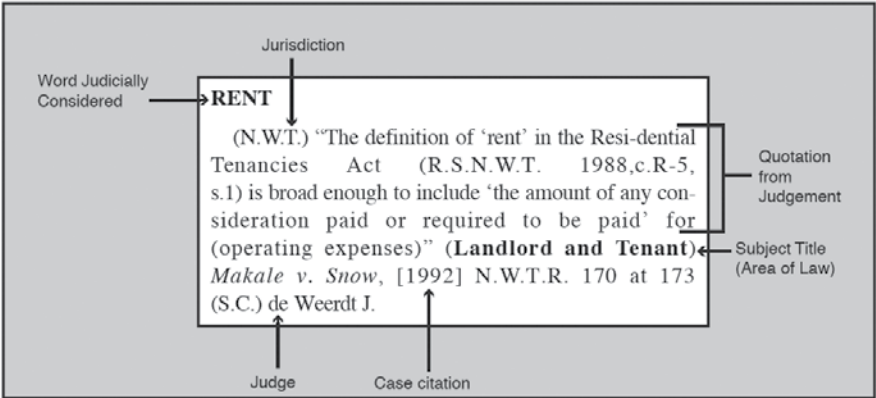 Jurisdiction
Word Judicially
Considered
RENT
(N.W.T.) “The definition of ‘rent’ in the Resi-dential
Tenancies Act (R.S.N.W.T. 1988,c.R-5,
s.1) is broad enough to include ‘the amount of any con-
sideration paid or required to be paid’ for
(operating expenses)” (Landlord and Tenant)
Makale v. Snow, [1992] N.W.T.R. 170 at 173
(S.C.) de Weerdt J.
Quotation
from
Judgement
Subject Title
(Area of Law)
Judge
Case citation